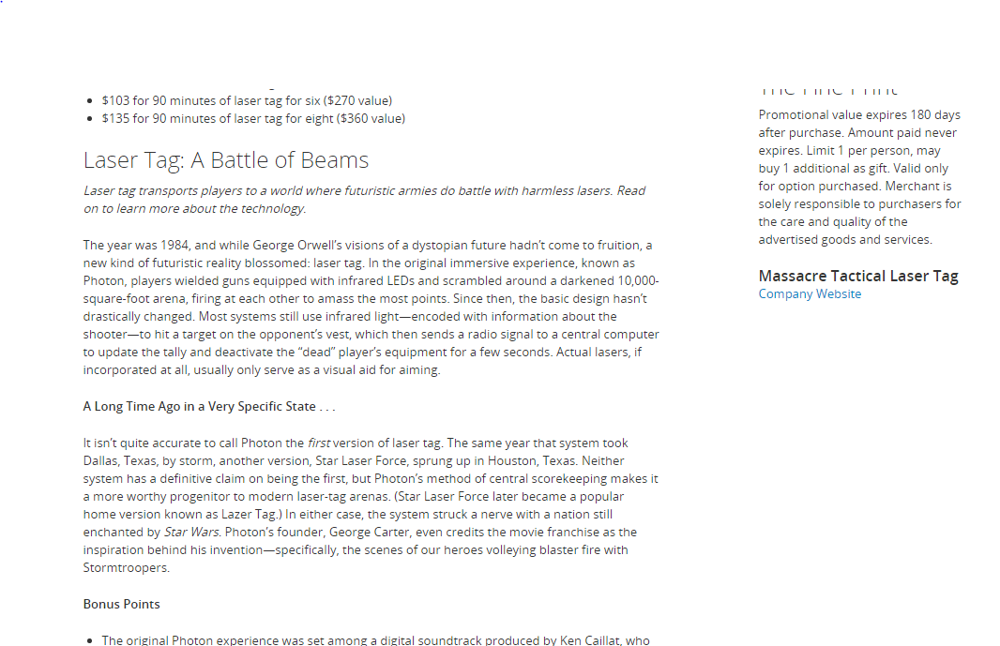 $103 for 90 minutes of laser tag for six ($270 value)
$135 for 90 minutes of laser tag for eight ($360 value)
Laser Tag: A Battle of Beams
Laser tag transports players to a world where futuristic armies do battle with harmless lasers. Read
on to learn more about the technology.
The year was 1984, and while George Orwell’s visions of a dystopian future hadn’t come to fruition, a
new kind of futuristic reality blossomed: laser tag. In the original immersive experience, known as
Photon, players wielded guns equipped with infrared LEDs and scrambled around a darkened 10,000-
square-foot arena, firing at each other to amass the most points. Since then, the basic design hasn’t
drastically changed. Most systems still use infrared light—encoded with information about the
shooter—to hit a target on the opponent’s vest, which then sends a radio signal to a central computer
to update the tally and deactivate the “dead” player’s equipment for a few seconds. Actual lasers, if
incorporated at all, usually only serve as a visual aid for aiming.
A Long Time Ago in a Very Specific State . . .
It isn’t quite accurate to call Photon the first version of laser tag. The same year that system took
Dallas, Texas, by storm, another version, Star Laser Force, sprung up in Houston, Texas. Neither
system has a definitive claim on being the first, but Photon’s method of central scorekeeping makes it
a more worthy progenitor to modern laser-tag arenas. (Star Laser Force later became a popular
home version known as Lazer Tag.) In either case, the system struck a nerve with a nation still
enchanted by Star Wars. Photon’s founder, George Carter, even credits the movie franchise as the
inspiration behind his invention—specifically, the scenes of our heroes volleying blaster fire with
Stormtroopers.
Bonus Points
The original Photon experience was set among a digital soundtrack produced by Ken Caillat, who
Promotional value expires 180 days
after purchase. Amount paid never
expires. Limit 1 per person, may
buy 1 additional as gift. Valid only
for option purchased. Merchant is
solely responsible to purchasers for
the care and quality of the
advertised goods and services.
Massacre Tactical Laser Tag
Company Website